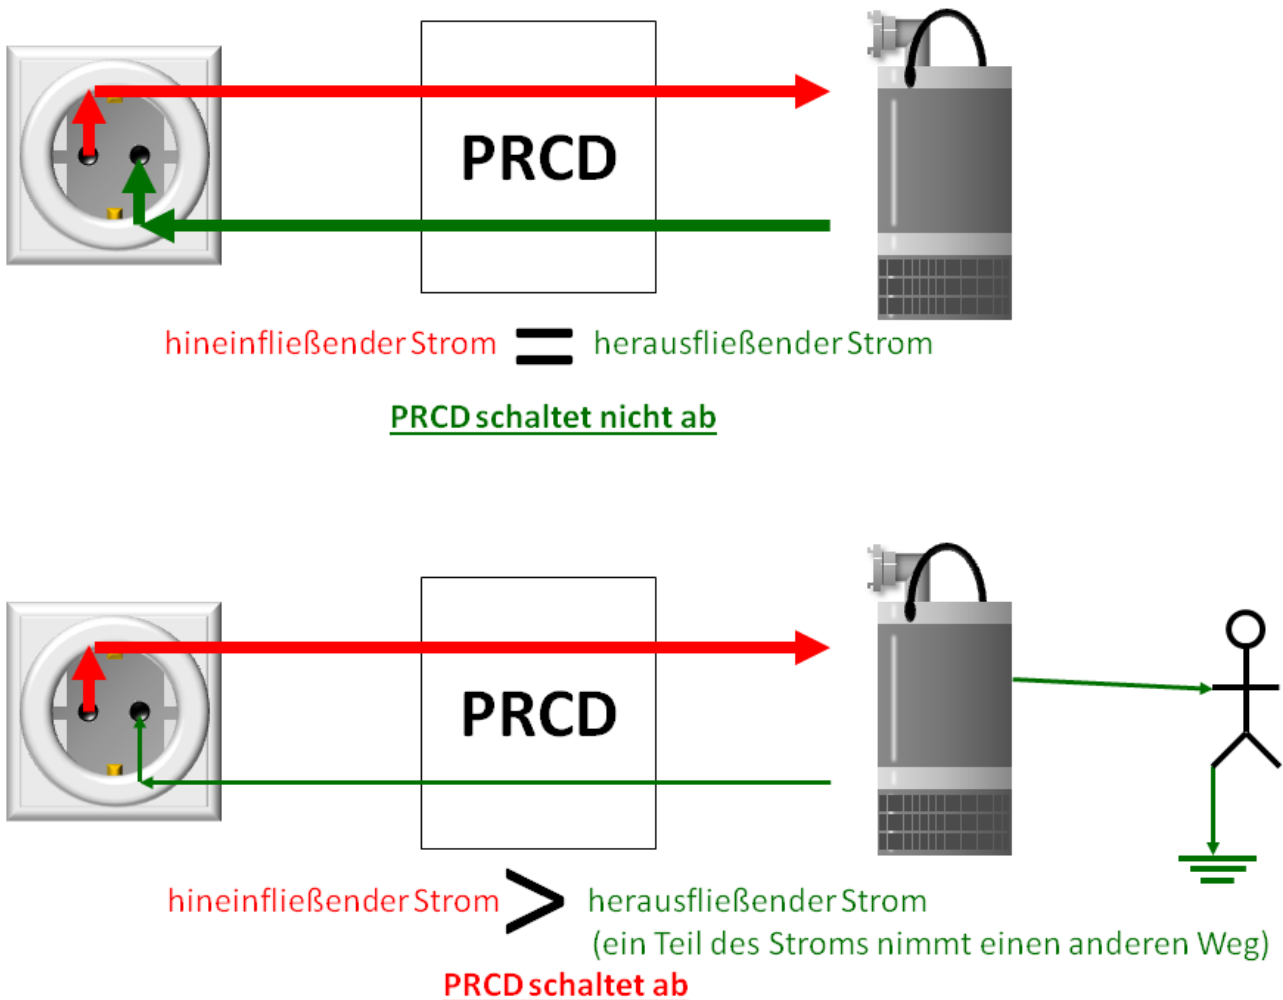 PRCD
hineinfließender Strom = herausfließender Strom
PRCD schaltet nicht ab
PRCD
hineinfließender Strom > herausfließender Strom
(ein Teil des Stroms nimmt einen anderen Weg)
PRCD schaltet ab